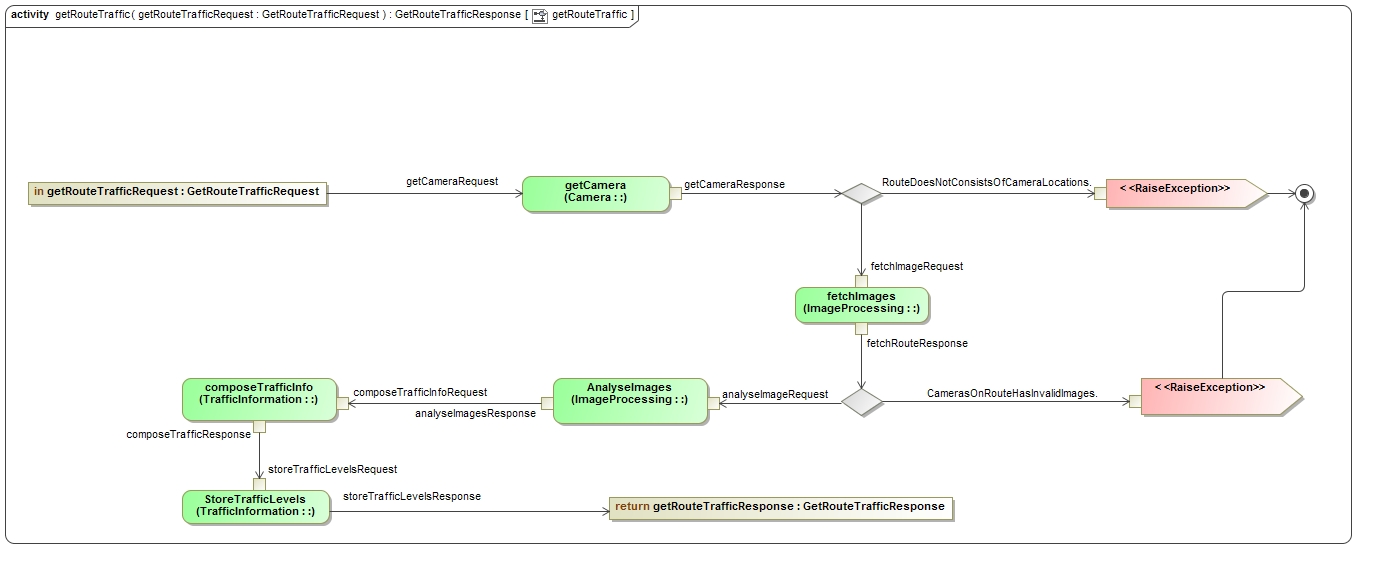 activity getRouteTraffic( getRouteTrafficRequest : GetRouteTrafficRequest ) : GetRouteTrafficResponse [ getRouteTraffic ]
in getRouteTrafficRequest : GetRouteTrafficRequest
getCameraRequest
getCamera
(Camera : :)
getCameraResponse
RouteDoesNotConsistsOfCameraLocations.
< <RaiseException>>
fetchImageRequest
fetchImages
(ImageProcessing : :)
fetchRouteResponse
composeTrafficInfo
(TrafficInformation : :)
composeTrafficInfoRequest
analyseImagesResponse
AnalyseImages
(ImageProcessing : :)
analyseImageRequest
CamerasOnRouteHasInvalidImages.
< <RaiseException>>
composeTrafficResponse
storeTrafficLevelsRequest
StoreTrafficLevels
(TrafficInformation : :)
storeTrafficLevelsResponse
return getRouteTrafficResponse : GetRouteTrafficResponse